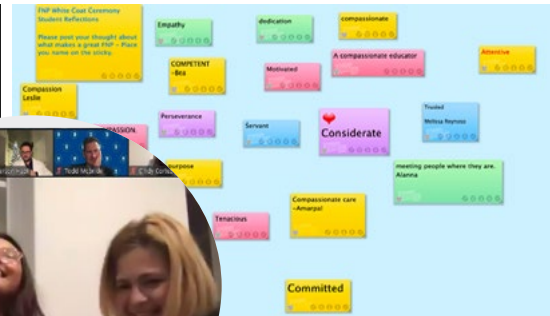 FNP White Coat Ceremony
Student Reflections
Please post your thought about
what makes a great FNP - Place
you name on the sticky.
Empathy
dedication
compassionate
COMPETENT
-Bea
Motivated
A compassionate educator
Attentive
Compassion
Leslie
PASSION.
Perseverance
Servant
Considerate
Trusted
Melissa Reynoso
purpose
meeting people where they are.
Alanna
Compassionate care
-Amarpal
Tenacious
Committed
Todd McBride
Cindy